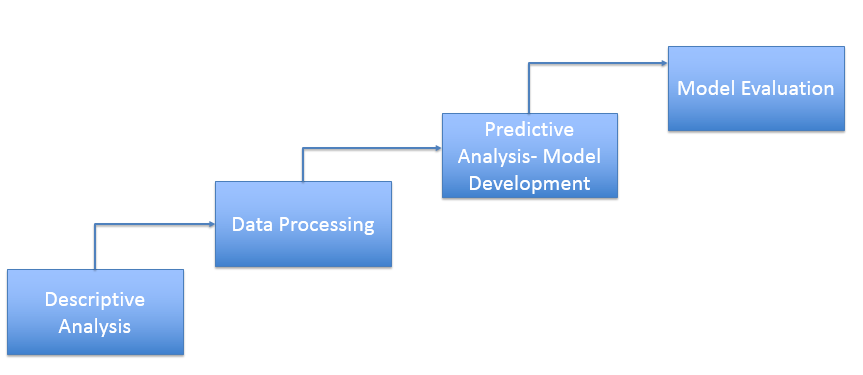 Model Evaluation
Predictive
Analysis- Model
Development
Data Processing
Descriptive
Analysis